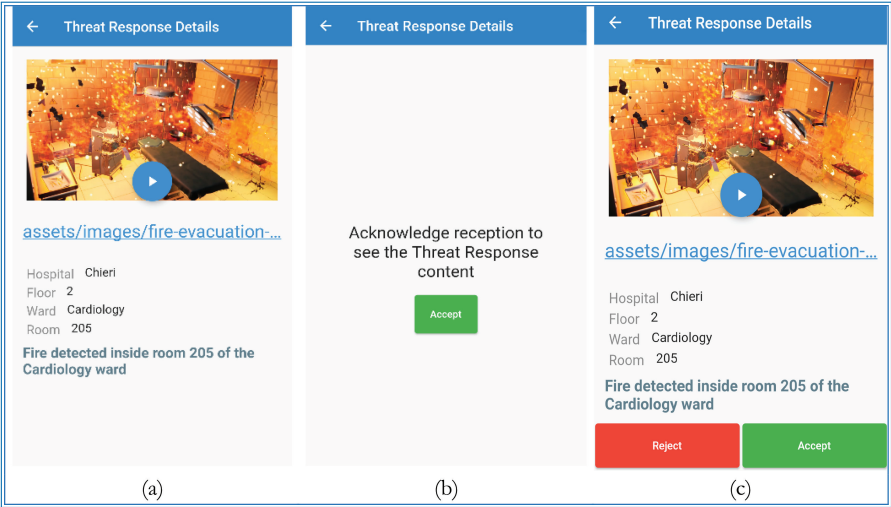 Threat Response Details
assets/images/fire-evacuation-...
Hospital Chieri
Floor 2
Ward Cardiology
Room 205
Fire detected inside room 205 of the
Cardiology ward
(a)
Threat Response Details
Acknowledge reception to
see the Threat Response
content
Accept
(b)
Threat Response Details
assets/images/fire-evacuation-...
Hospital Chieri
Floor 2
Ward Cardiology
Room 205
Fire detected inside room 205 of the
Cardiology ward
Reject Accept
(c)